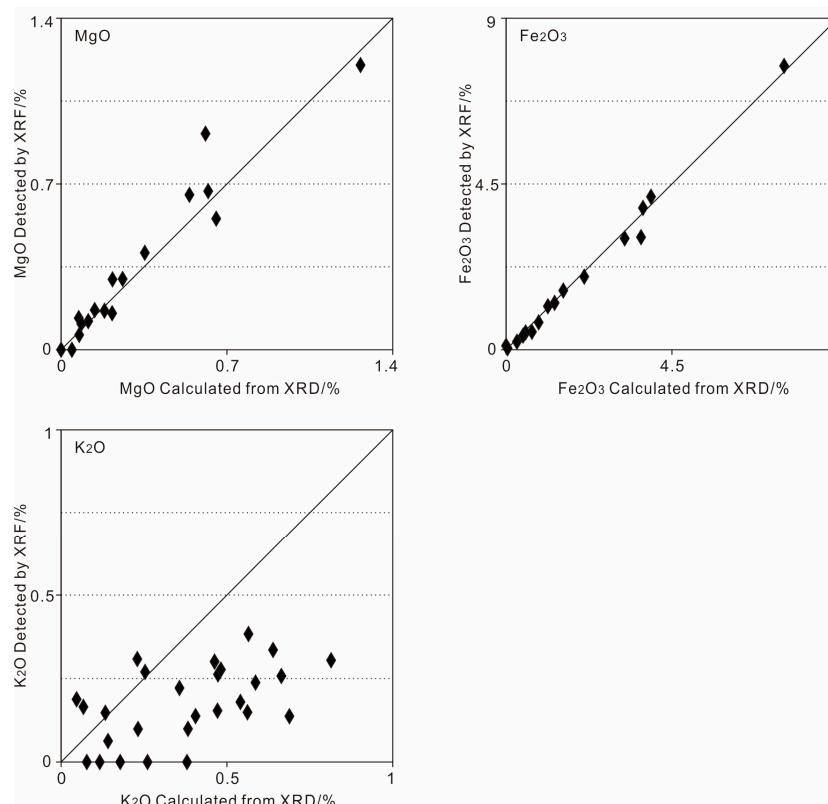 1.4
MgO
MgO Detected by XRF/%
0.7
0
0 0.7 1.4
MgO Calculated from XRD/%
9
Fe2O3
Fe2O3 Detected by XRF/%
4.5
0
0 4.5
Fe2O3 Calculated from XRD/%
1
K2O
K2O Detected by XRF/%
0.5
0
0 0.5 1
K2O Calculated from XRD/%